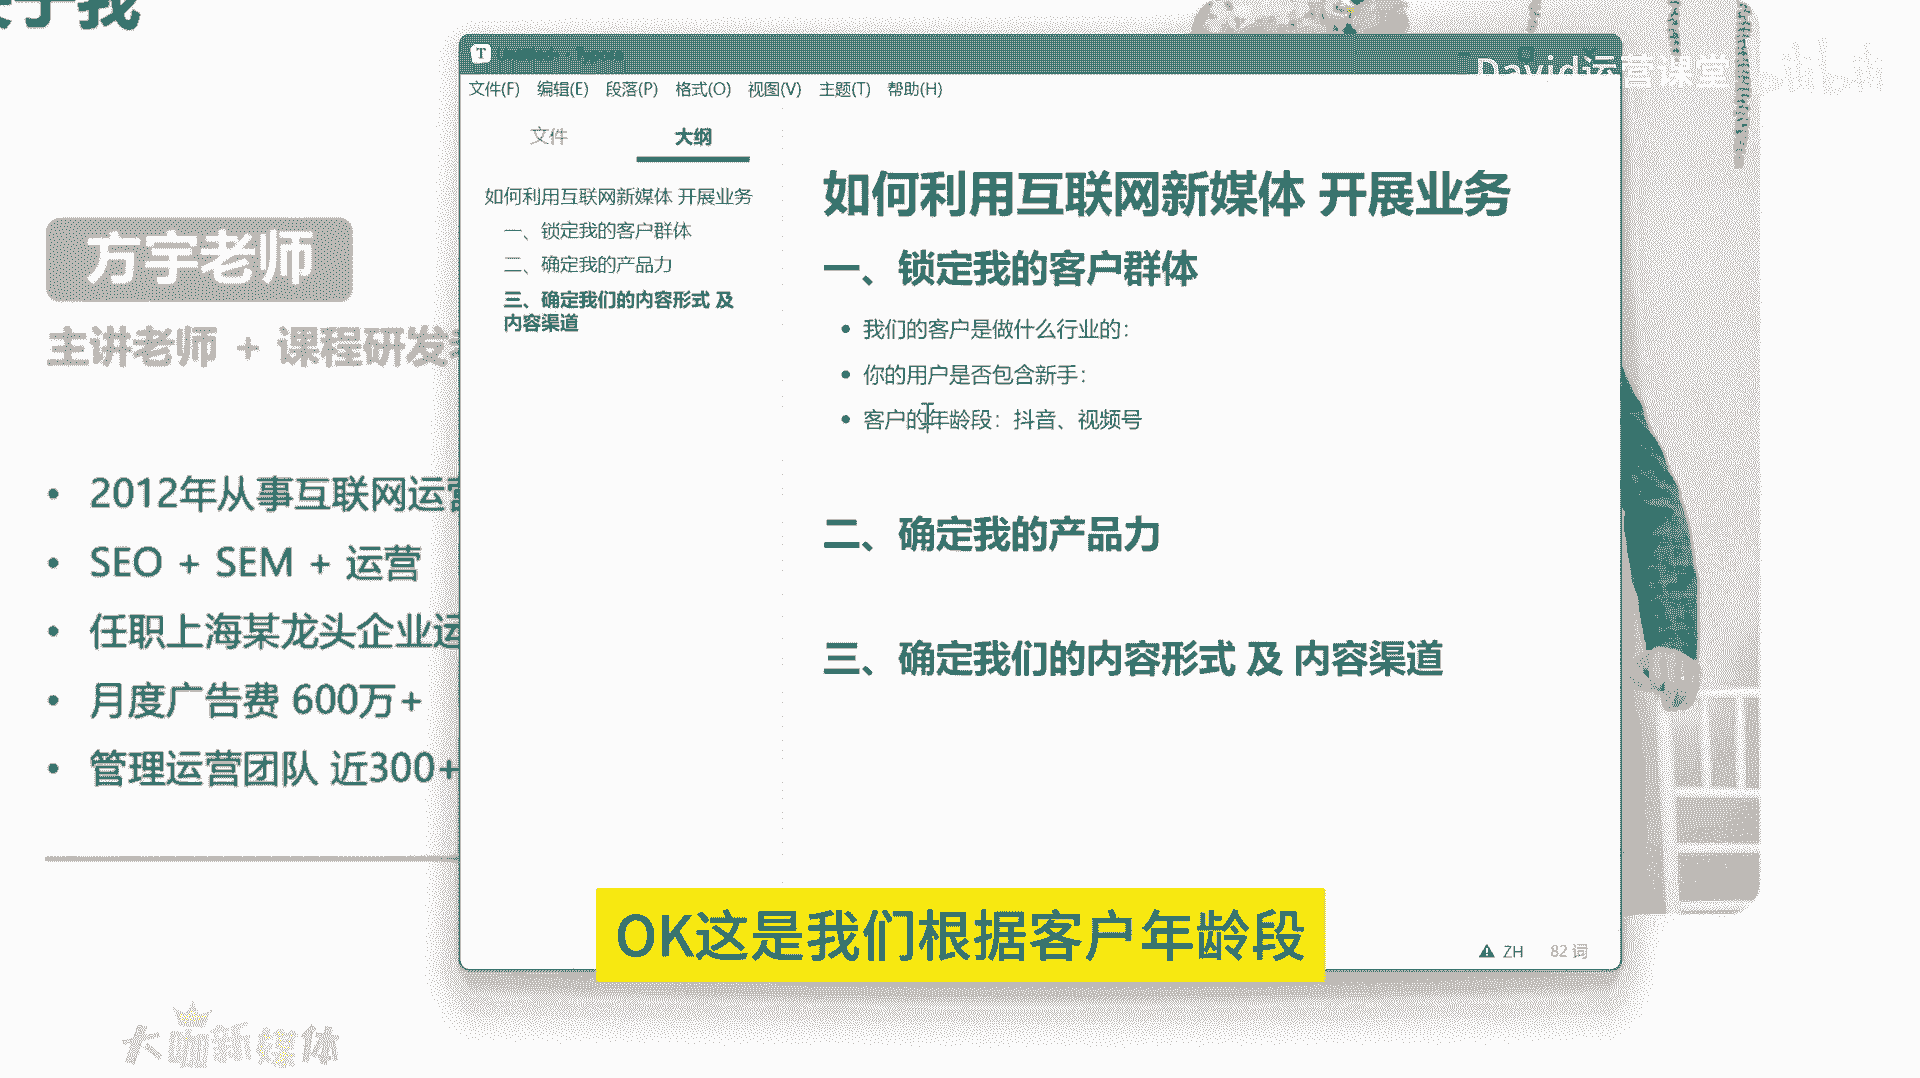 方宇老师
主讲老师 + 课程研发
2012年从事互联网运营
SEO + SEM + 运营
任职上海某龙头企业运
月度广告费 600万+
管理运营团队 近300+
大咖新媒体
T
文件(F) 编辑(E) 段落(P) 格式(O) 视图(V) 主题(T) 帮助(H)
文件 大纲
如何利用互联网新媒体 开展业务
一、锁定我的客户群体
二、确定我的产品力
三、确定我们的内容形式 及
内容渠道
如何利用互联网新媒体 开展业务
一、锁定我的客户群体
我们的客户是做什么行业的：
你的用户是否包含新手：
客户的年龄段：抖音、视频号
二、确定我的产品力
三、确定我们的内容形式 及 内容渠道
ZH 82 词
David运营课堂 bilibili
OK这是我们根据客户年龄段